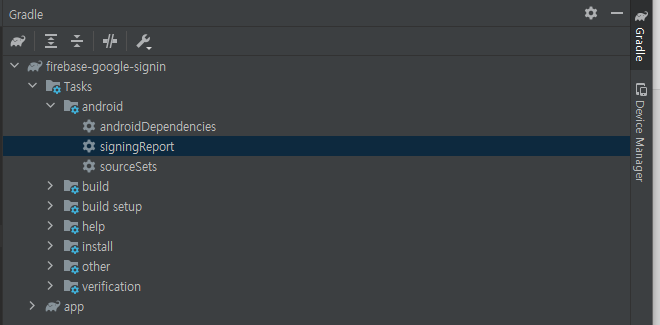 Gradle
firebase-google-signin
Tasks
android
androidDependencies
signingReport
sourceSets
build
build setup
help
install
other
verification
app
Gradle
Device Manager